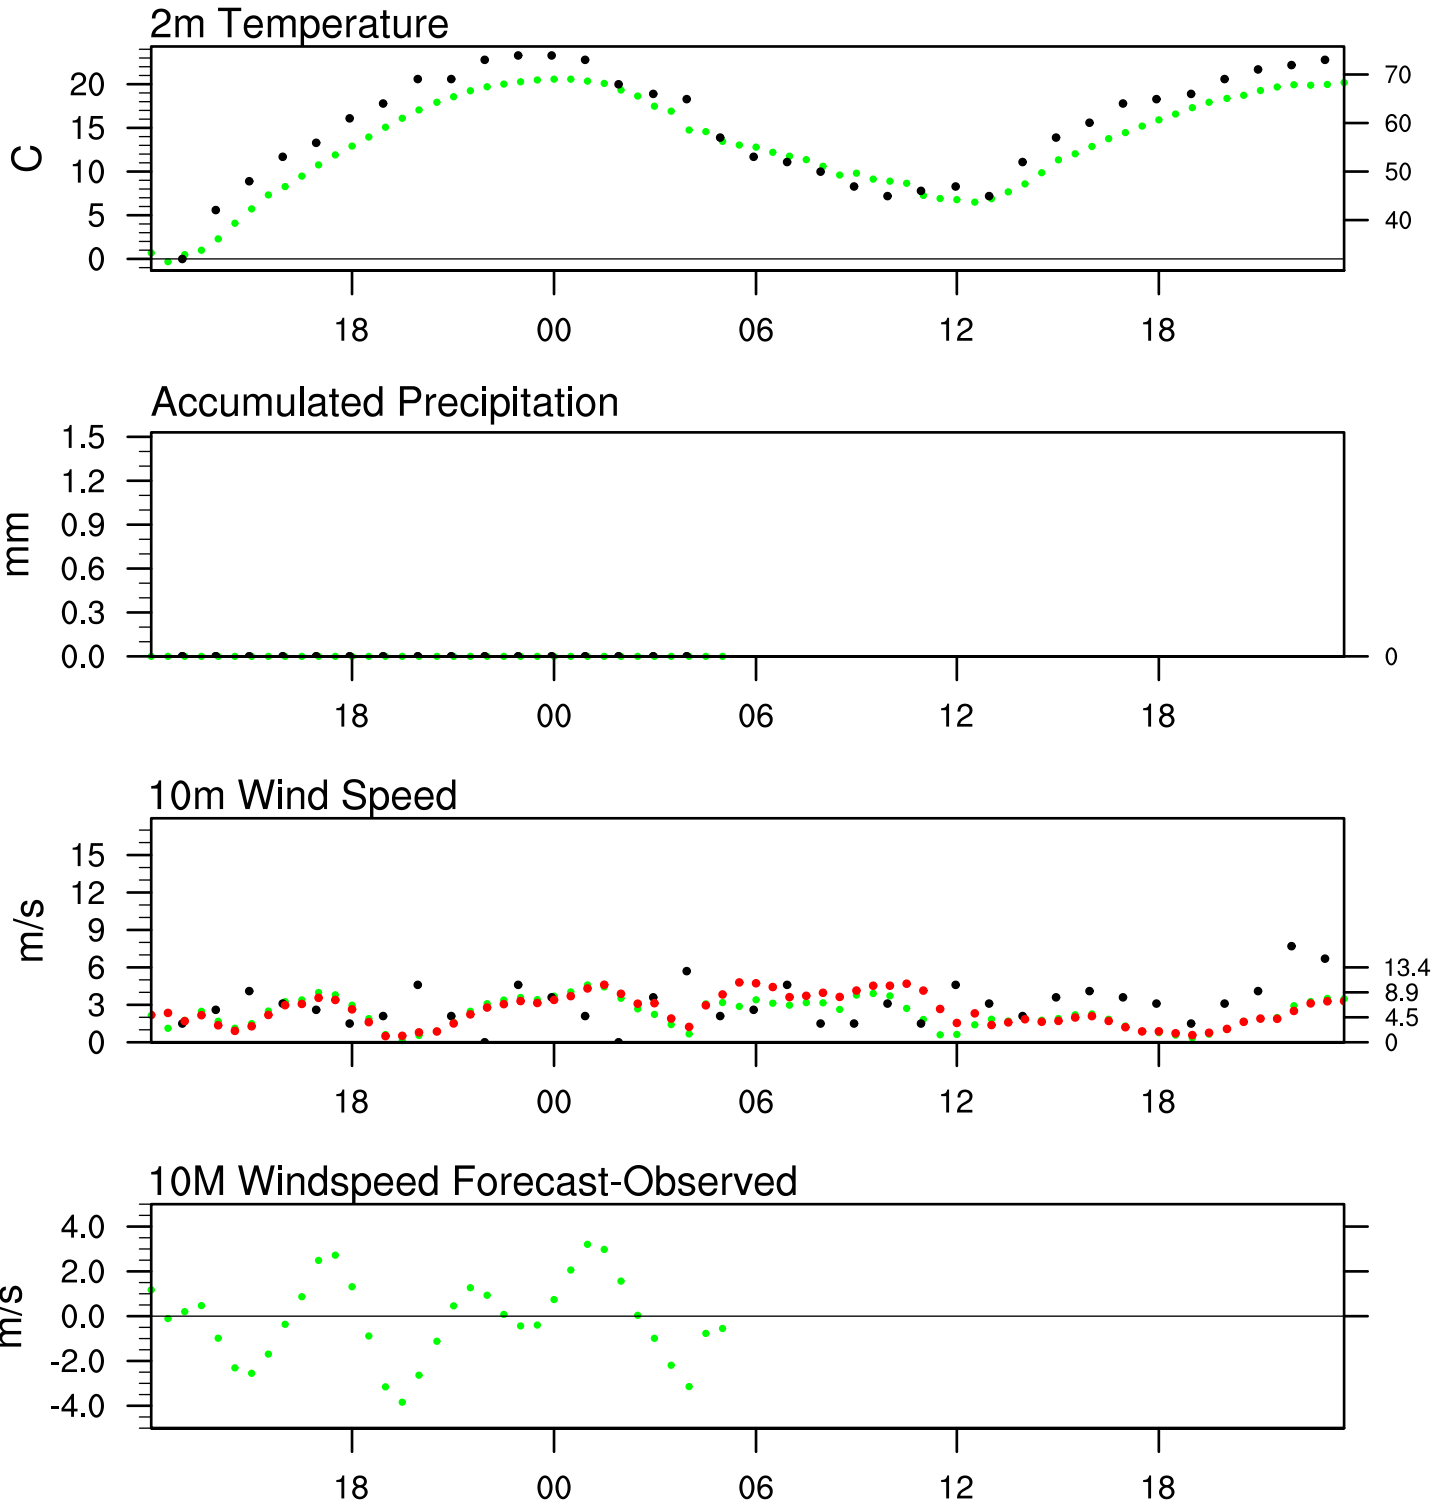 2m Temperature
20
15
10
5
0
C
70
60
50
40
18 00 06 12 18
Accumulated Precipitation
1.5
1.2
0.9
0.6
0.3
0.0
mm
0
18 00 06 12 18
10m Wind Speed
15
12
9
6
3
0
m/s
13.4
8.9
4.5
0
18 00 06 12 18
10M Windspeed Forecast-Observed
4.0
2.0
0.0
-2.0
-4.0
m/s
18 00 06 12 18